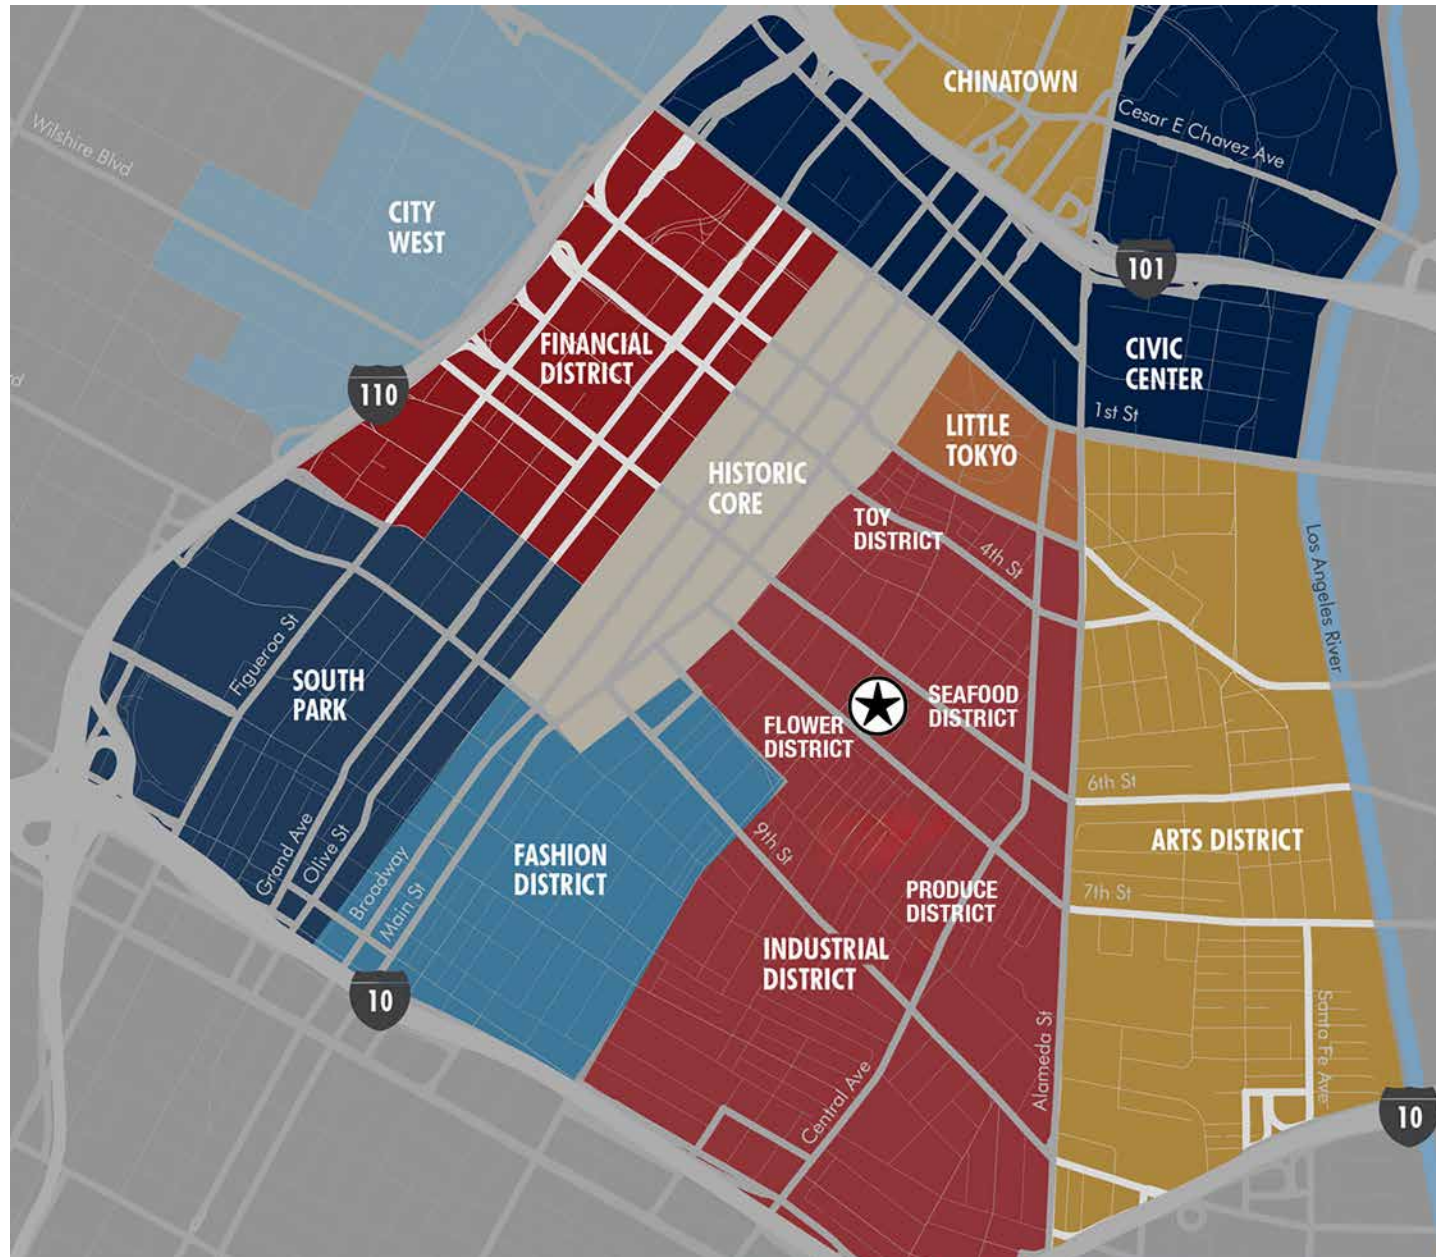 CHINATOWN
Cesar E Chavez Ave
Wilshire Blvd
CITY
WEST
101
FINANCIAL
DISTRICT
CIVIC
CENTER
110
1st St
LITTLE
TOKYO
HISTORIC
CORE
TOY
DISTRICT
4th St
Los Angeles River
Figueroa St
SOUTH
PARK
SEAFOOD
DISTRICT
FLOWER
DISTRICT
6th St
9th St
ARTS DISTRICT
Grand Ave
Olive St
Broadway
Main St
FASHION
DISTRICT
PRODUCE
DISTRICT
7th St
INDUSTRIAL
DISTRICT
10
Santa Fe Ave
Alameda St
Central Ave
10